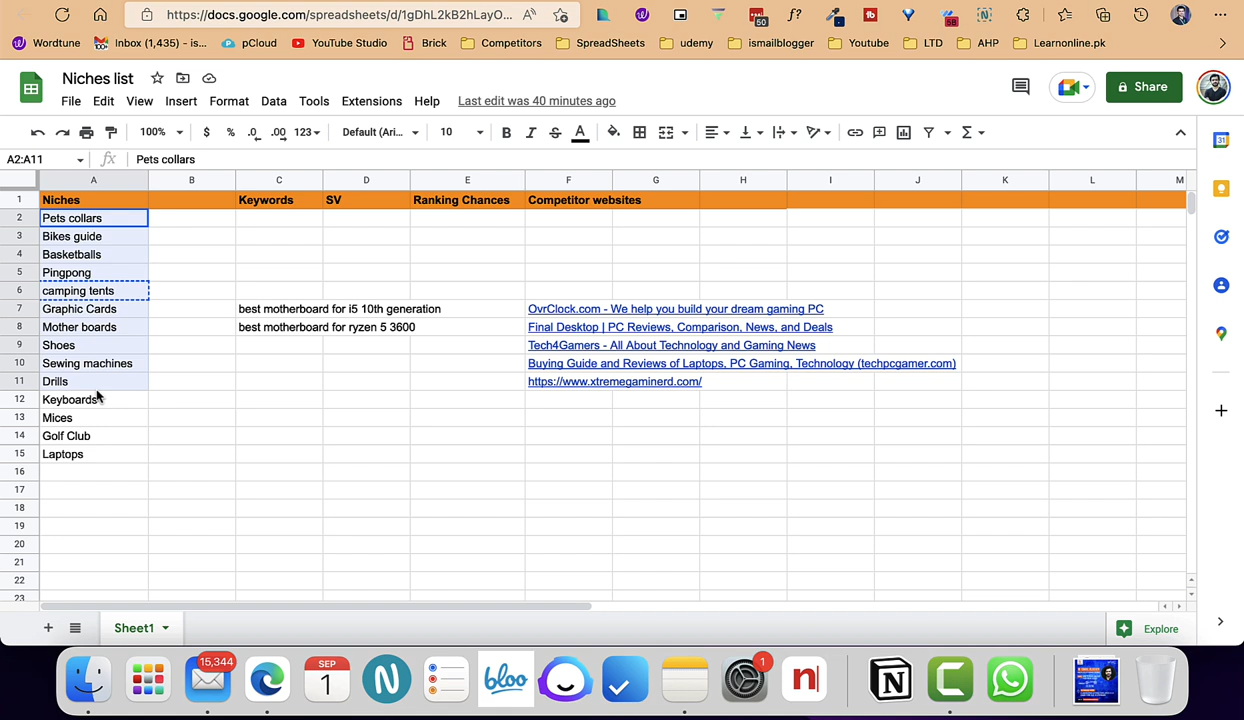 https://docs.google.com/spreadsheets/d/1gDhL2kB2hLayO...
50
58
Wordtune
Inbox (1,435) - is...
pCloud
YouTube Studio
Brick
Competitors
SpreadSheets
udemy
ismailblogger
Youtube
LTD
AHP
Learnonline.pk
Niches list
File Edit View Insert Format Data Tools Extensions Help Last edit was 40 minutes ago
Share
100% $ % .0 .00 123 Default (Ari... 10 B I S A
A2:A11 fx Pets collars
A B C D E F G H I J K L M
1 Niches Keywords SV Ranking Chances Competitor websites
2 Pets collars
3 Bikes guide
4 Basketballs
5 Pingpong
6 camping tents
7 Graphic Cards best motherboard for i5 10th generation OvrClock.com - We help you build your dream gaming PC
8 Mother boards best motherboard for ryzen 5 3600 Final Desktop | PC Reviews, Comparison, News, and Deals
9 Shoes Tech4Gamers - All About Technology and Gaming News
10 Sewing machines Buying Guide and Reviews of Laptops, PC Gaming, Technology (techpcgamer.com)
11 Drills https://www.xtremegaminerd.com/
12 Keyboards
13 Mices
14 Golf Club
15 Laptops
16
17
18
19
20
21
22
23
Sheet1
Explore
31
15,344
SEP
1
N
bloo
1
n
N
C